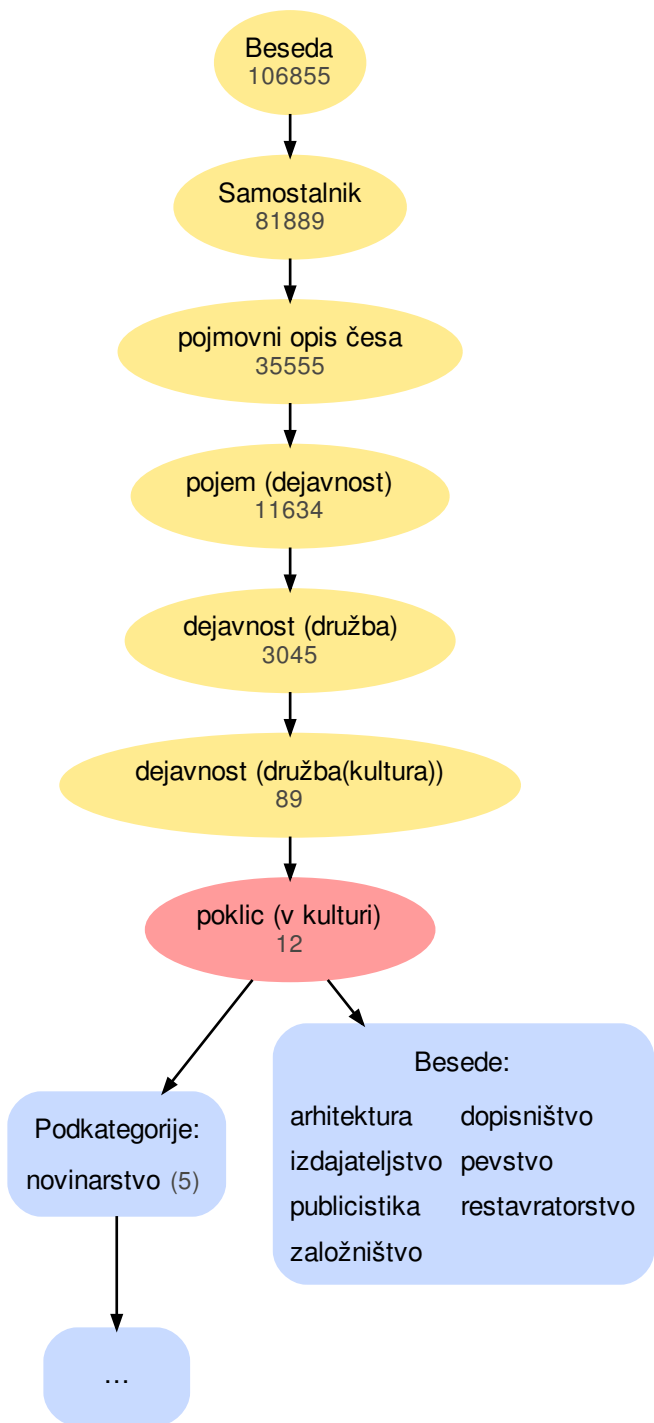 Beseda
106855
Samostalnik
81889
pojmovni opis česa
35555
pojem (dejavnost)
11634
dejavnost (družba)
3045
dejavnost (družba(kultura))
89
poklic (v kulturi)
12
Podkategorije:
novinarstvo (5)
...
Besede:
arhitektura dopisništvo
izdajateljstvo pevstvo
publicistika restavratorstvo
založništvo